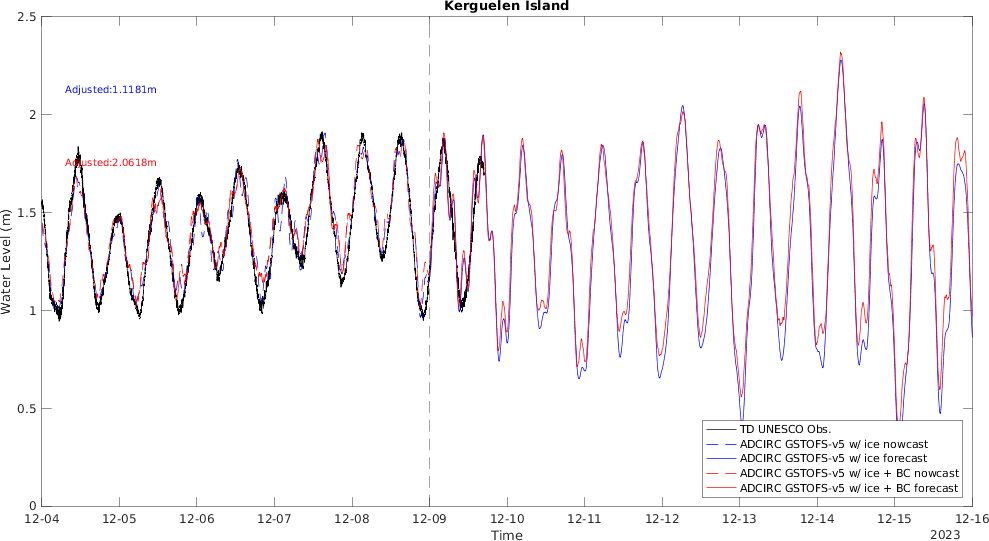 Kerguelen Island
2.5
Adjusted:1.1181m
2
Adjusted:2.0618m
1.5
Water Level (m)
1
0.5
TD UNESCO Obs.
ADCIRC GSTOFS-v5 w/ ice nowcast
ADCIRC GSTOFS-v5 w/ ice forecast
ADCIRC GSTOFS-v5 w/ ice + BC nowcast
ADCIRC GSTOFS-v5 w/ ice + BC forecast
0
12-04 12-05 12-06 12-07 12-08 12-09 12-10 12-11 12-12 12-13 12-14 12-15 12-16
Time
2023